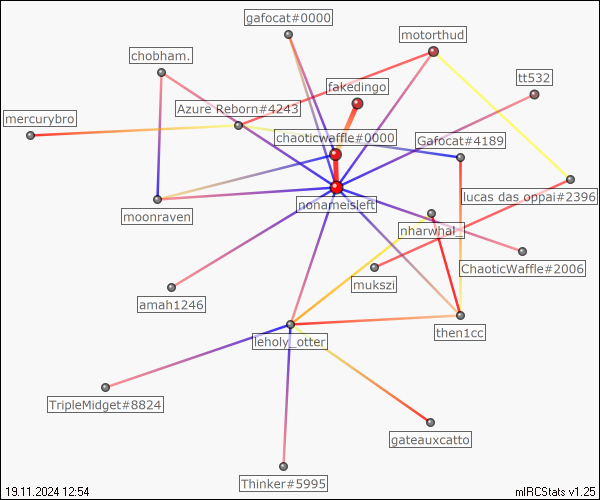 gafocat#0000
motorthud
chobham.
tt532
fakedingo
Azure Reborn#4243
mercurybro
chaoticwaffle#0000
Gafocat#4189
lucas das oppai#2396
nonameisleft
moonraven
nharwhal_
ChaoticWaffle#2006
mukszi
amah1246
then1cc
leholy_otter
TripleMidget#8824
gateauxcatto
Thinker#5995
19.11.2024 12:54
mIRCStats v1.25